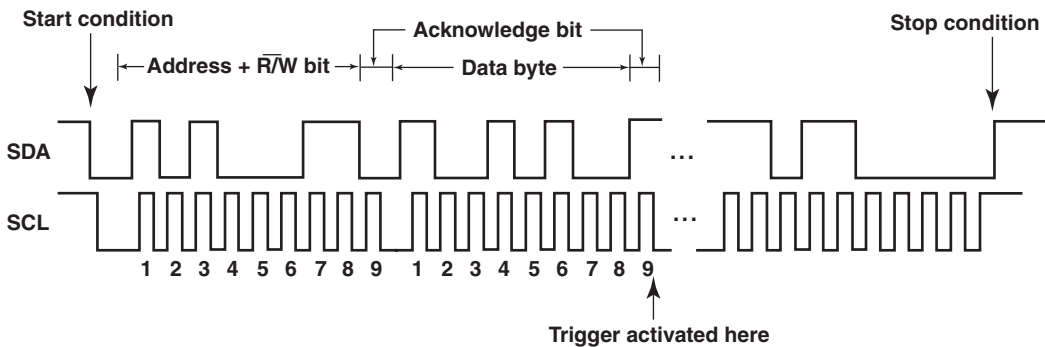 Start condition
Stop condition
Acknowledge bit
Address + R/W bit
Data byte
SDA
...
SCL
...
1 2 3 4 5 6 7 8 9 1 2 3 4 5 6 7 8 9
Trigger activated here